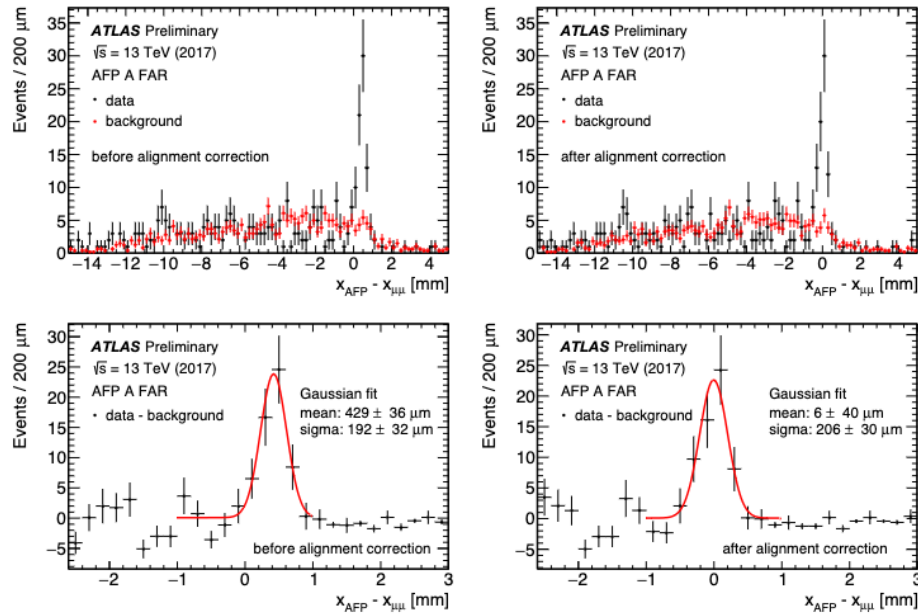 Events / 200 μm
35
30
25
20
15
10
5
0
ATLAS Preliminary
√s = 13 TeV (2017)
AFP A FAR
data
background
before alignment correction
−14 −12 −10 −8 −6 −4 −2 0 2 4
x_AFP - x_μμ [mm]
Events / 200 μm
35
30
25
20
15
10
5
0
ATLAS Preliminary
√s = 13 TeV (2017)
AFP A FAR
data
background
after alignment correction
−14 −12 −10 −8 −6 −4 −2 0 2 4
x_AFP - x_μμ [mm]
Events / 200 μm
30
25
20
15
10
5
0
−5
ATLAS Preliminary
√s = 13 TeV (2017)
AFP A FAR
data - background
Gaussian fit
mean: 429 ± 36 μm
sigma: 192 ± 32 μm
before alignment correction
−2 −1 0 1 2 3
x_AFP - x_μμ [mm]
Events / 200 μm
30
25
20
15
10
5
0
−5
ATLAS Preliminary
√s = 13 TeV (2017)
AFP A FAR
data - background
Gaussian fit
mean: 6 ± 40 μm
sigma: 206 ± 30 μm
after alignment correction
−2 −1 0 1 2 3
x_AFP - x_μμ [mm]